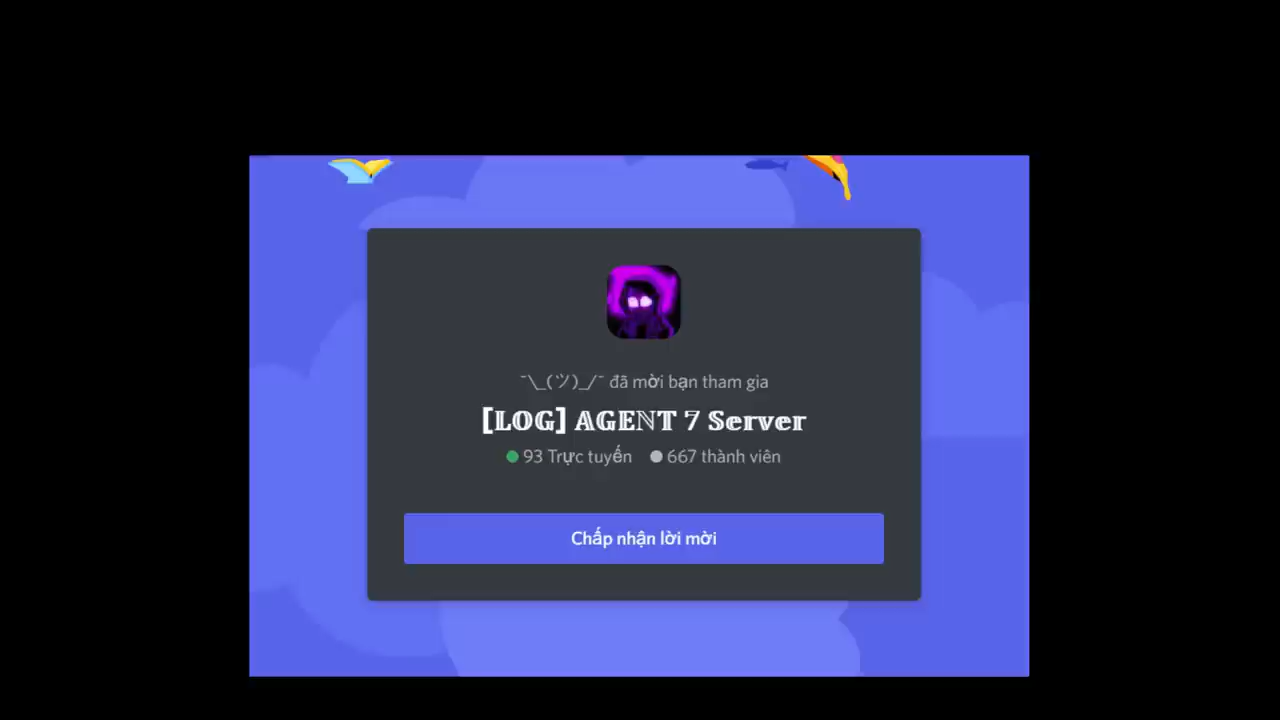 ¯\_(ツ)_/¯ đã mời bạn tham gia
[LOG] AGENT 7 Server
93 Trực tuyến 667 thành viên
Chấp nhận lời mời